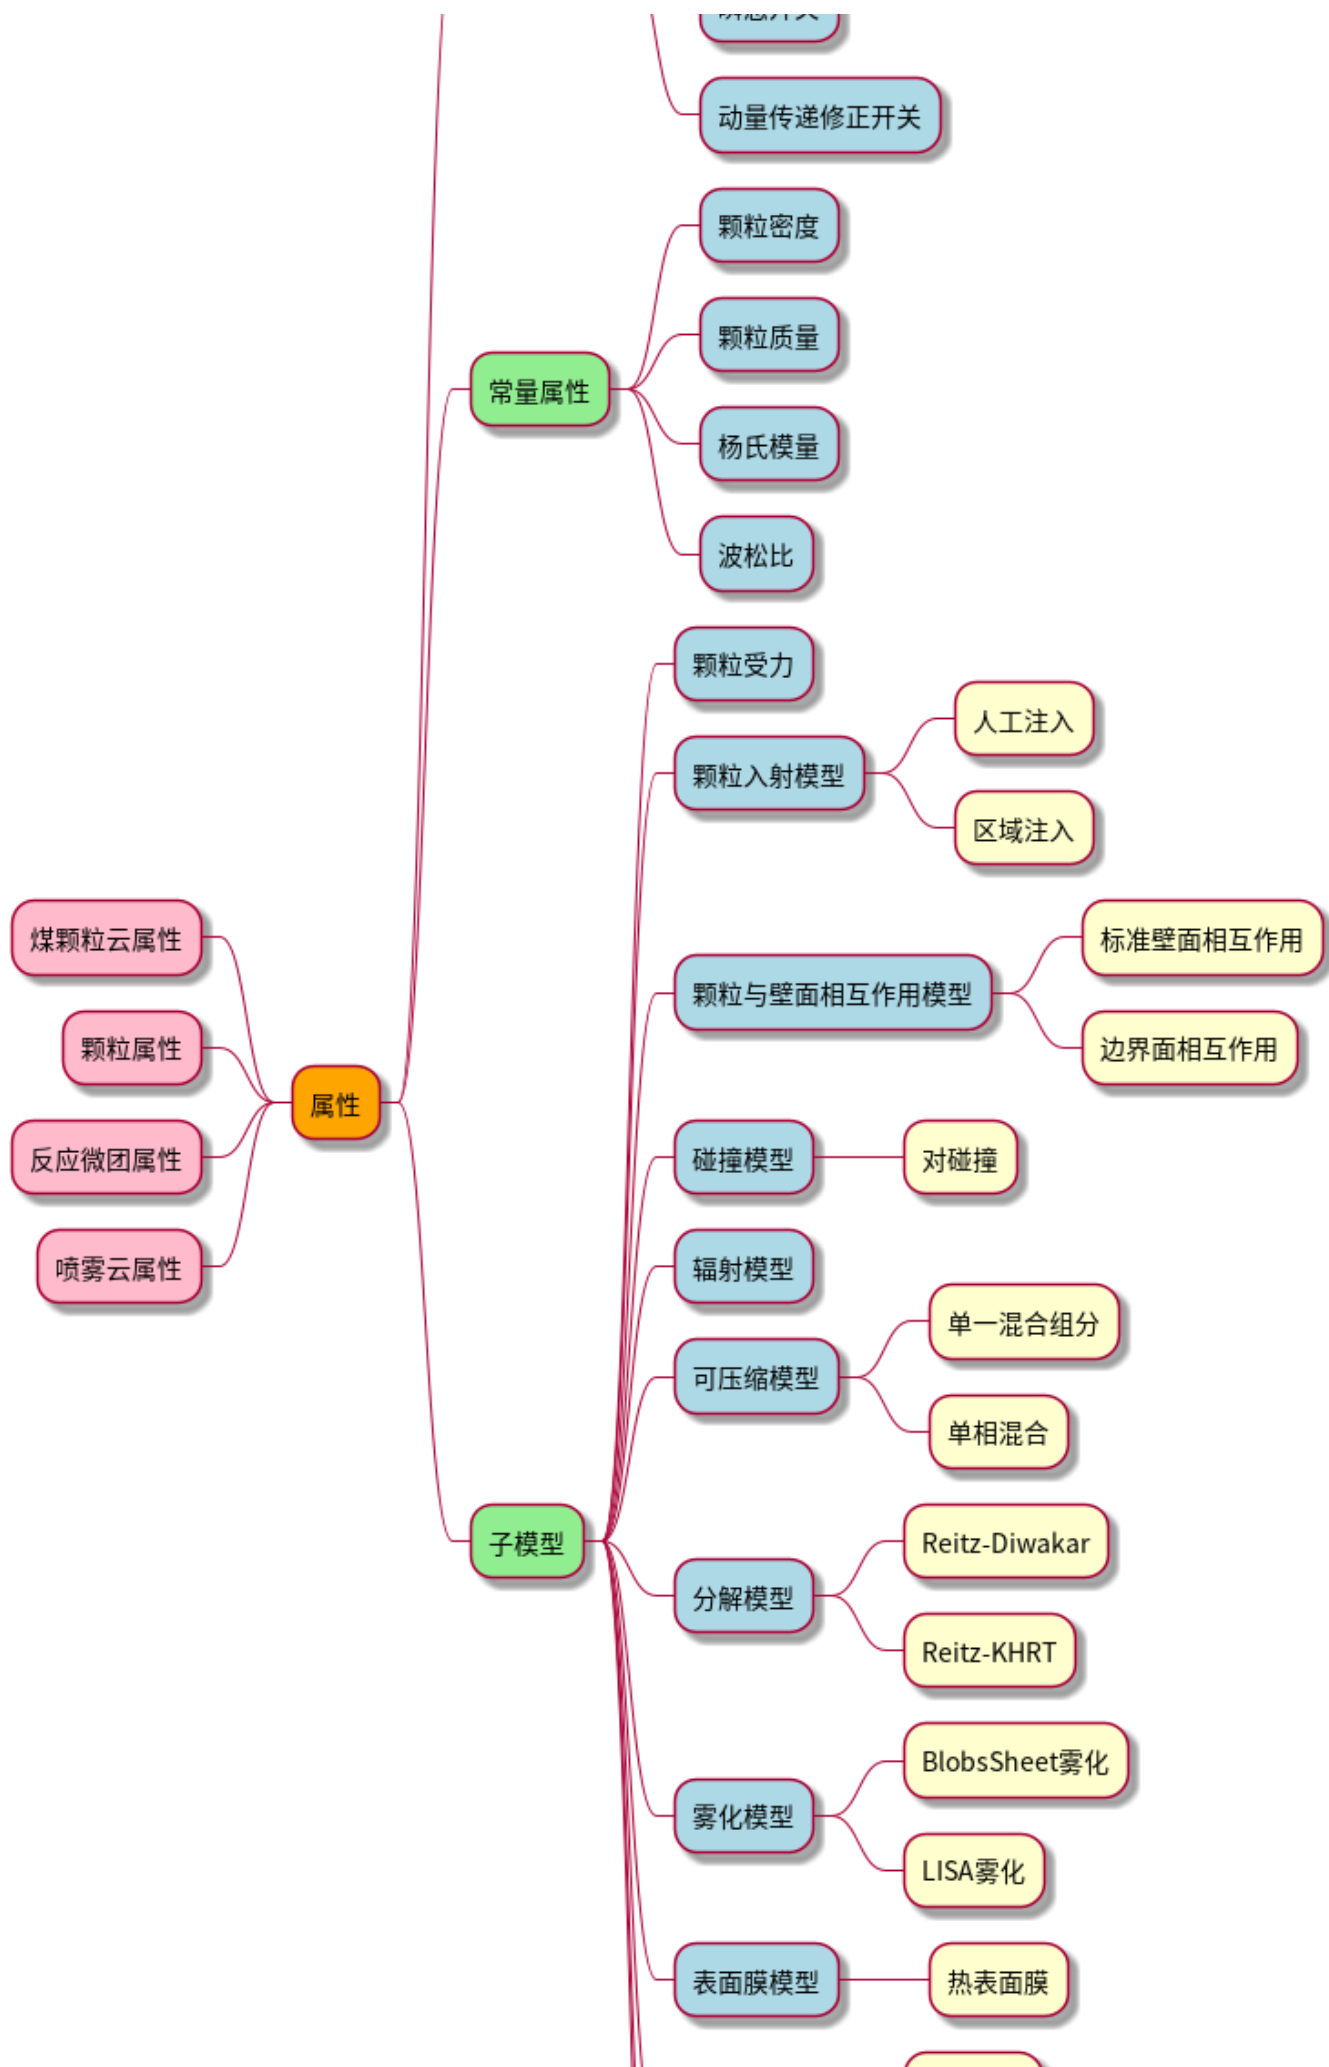 动量传递修正开关
颗粒密度
颗粒质量
常量属性
杨氏模量
波松比
颗粒受力
人工注入
颗粒入射模型
区域注入
煤颗粒云属性
标准壁面相互作用
颗粒与壁面相互作用模型
颗粒属性
边界面相互作用
属性
反应微团属性
碰撞模型
对碰撞
喷雾云属性
辐射模型
单一混合组分
可压缩模型
单相混合
子模型
Reitz-Diwakar
分解模型
Reitz-KHRT
BlobsSheet雾化
雾化模型
LISA雾化
表面膜模型
热表面膜